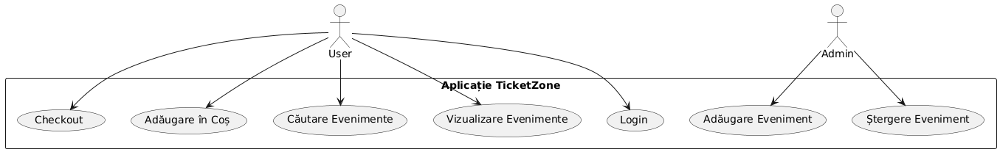 User
Admin
Aplicație TicketZone
Checkout
Adăugare în Coș
Căutare Evenimente
Vizualizare Evenimente
Login
Adăugare Eveniment
Ștergere Eveniment